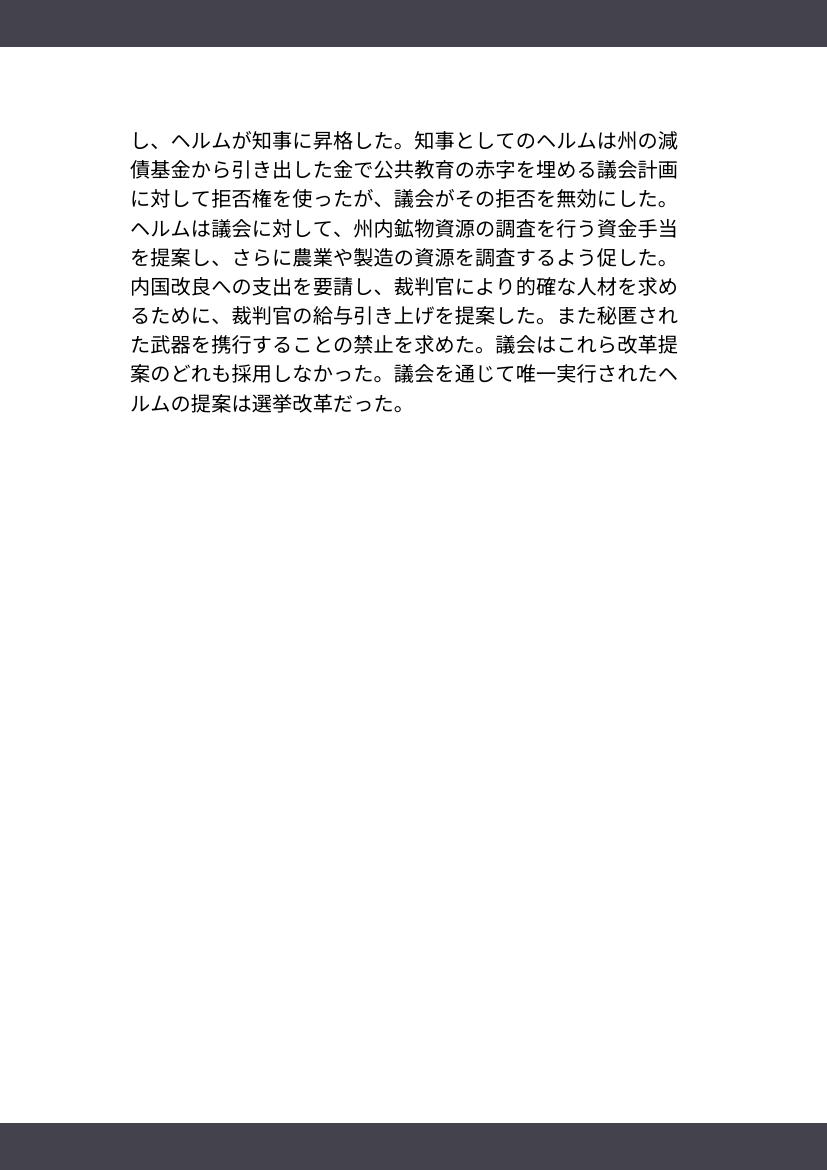 し、ヘルムが知事に昇格した。知事としてのヘルムは州の減
債基金から引き出した金で公共教育の赤字を埋める議会計画
に対して拒否権を使ったが、議会がその拒否を無効にした。
ヘルムは議会に対して、州内鉱物資源の調査を行う資金手当
を提案し、さらに農業や製造の資源を調査するよう促した。
内国改良への支出を要請し、裁判官により的確な人材を求め
るために、裁判官の給与引き上げを提案した。また秘匿され
た武器を携行することの禁止を求めた。議会はこれら改革提
案のどれも採用しなかった。議会を通じて唯一実行されたヘ
ルムの提案は選挙改革だった。